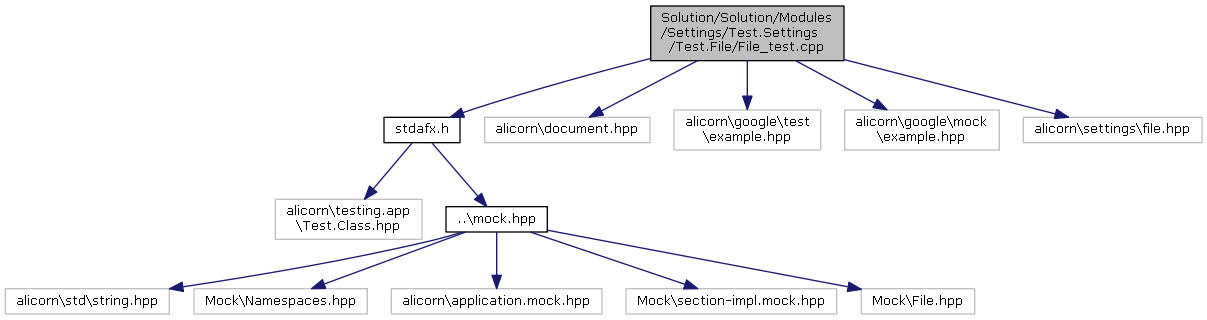 Solution/Solution/Modules
/Settings/Test.Settings
/Test.File/File_test.cpp
stdafx.h
alicorn\document.hpp
alicorn\google\test
\example.hpp
alicorn\google\mock
\example.hpp
alicorn\settings\file.hpp
alicorn\testing.app
\Test.Class.hpp
..\mock.hpp
alicorn\std\string.hpp
Mock\Namespaces.hpp
alicorn\application.mock.hpp
Mock\section-impl.mock.hpp
Mock\File.hpp